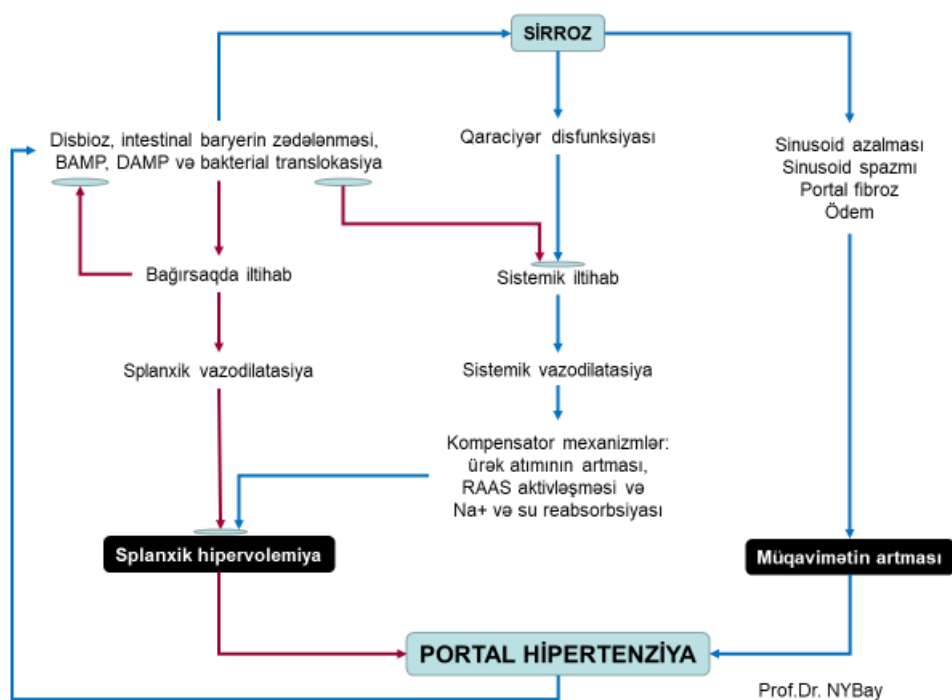 SİRROZ
Disbioz, intestinal baryerin zədələnməsi,
BAMP, DAMP və bakterial translokasiya
Qaraciyər disfunksiyası
Sinusoid azalması
Sinusoid spazmı
Portal fibroz
Ödem
Bağırsaqda iltihab
Sistemik iltihab
Splanxik vazodilatasiya
Sistemik vazodilatasiya
Kompensator mexanizmlər:
ürək atımının artması,
RAAS aktivləşməsi və
Na+ və su reabsorbsiyası
Splanxik hipervolemiya
Müqavimətin artması
PORTAL HİPERTENZİYA
Prof.Dr. NYBay